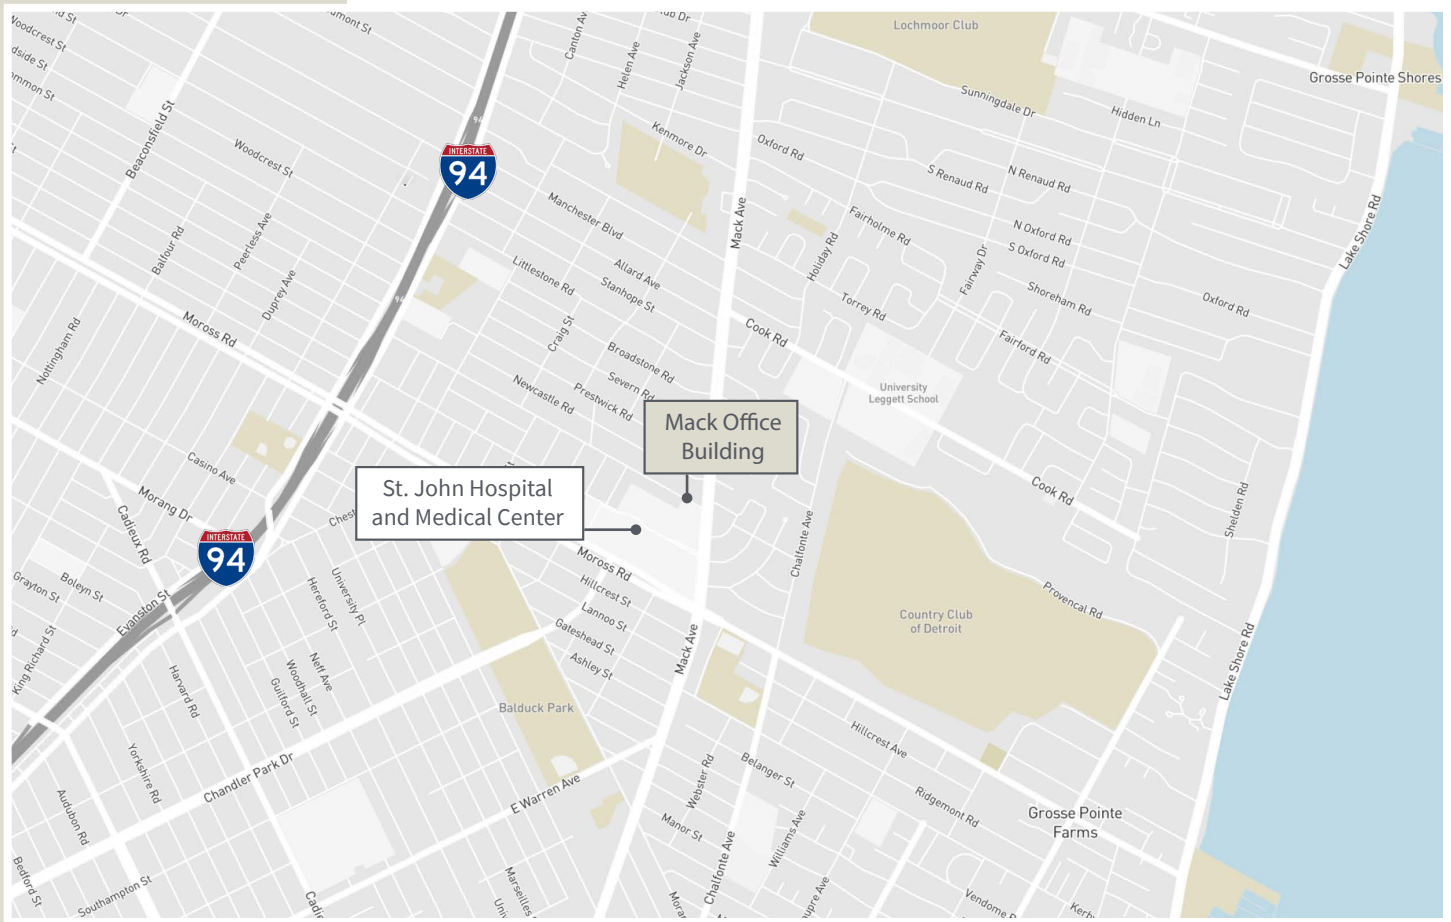 Lochmoor Club
Grosse Pointe Shores
Woodcrest St
Canton Av
Helen Ave
Jackson Ave
Sunningdale Dr
Hidden Ln
Beaconsfield St
Woodcrest St
94
INTERSTATE
94
Kenmore Dr
Oxford Rd
S Renaud Rd
N Renaud Rd
Manchester Blvd
Mack Ave
Fairholme Rd
N Oxford Rd
S Oxford Rd
Lake Shore Rd
Balfour Rd
Peerless Ave
Duprey Ave
Littlestone Rd
Allard Ave
Stanhope St
Holiday Rd
Fairway Dr
Shoreham Rd
Oxford Rd
94
Torrey Rd
Moross Rd
Nottingham Rd
Craig St
Cook Rd
Fairford Rd
Broadstone Rd
Severn Rd
Prestwick Rd
Newcastle Rd
University
Leggett School
Mack Office
Building
Casino Ave
St. John Hospital
and Medical Center
Morang Dr
Cadieux Rd
Chest
Chalfonte Ave
Cook Rd
Shelden Rd
INTERSTATE
94
Moross Rd
Grayton St
Boleyn St
Evanston St
Hereford St
University Pl
Hillcrest St
Lannoo St
Gateshead St
Ashley St
Provencal Rd
Country Club
of Detroit
King Richard St
Harvard Rd
Neff Ave
Woodhall St
Guilford St
Mack Ave
Lake Shore Rd
Balduck Park
Hillcrest Ave
Yorkshire Rd
Chandler Park Dr
E Warren Ave
Webster Rd
Belanger St
Ridgemont Rd
Audubon Rd
Manor St
Williams Ave
Grosse Pointe
Farms
Bedford St
Southampton St
Chalfonte Ave
Marseilles
Vendome